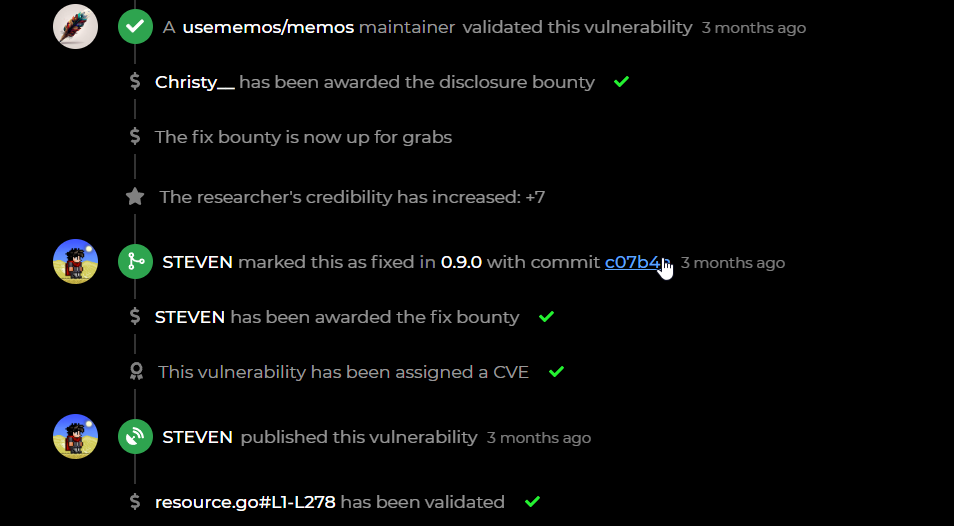 A usememos/memos maintainer validated this vulnerability 3 months ago
$ Christy__ has been awarded the disclosure bounty
$ The fix bounty is now up for grabs
The researcher's credibility has increased: +7
STEVEN marked this as fixed in 0.9.0 with commit 3 months ago
$ STEVEN has been awarded the fix bounty
This vulnerability has been assigned a CVE
STEVEN published this vulnerability 3 months ago
$ resource.go#L1-L278 has been validated